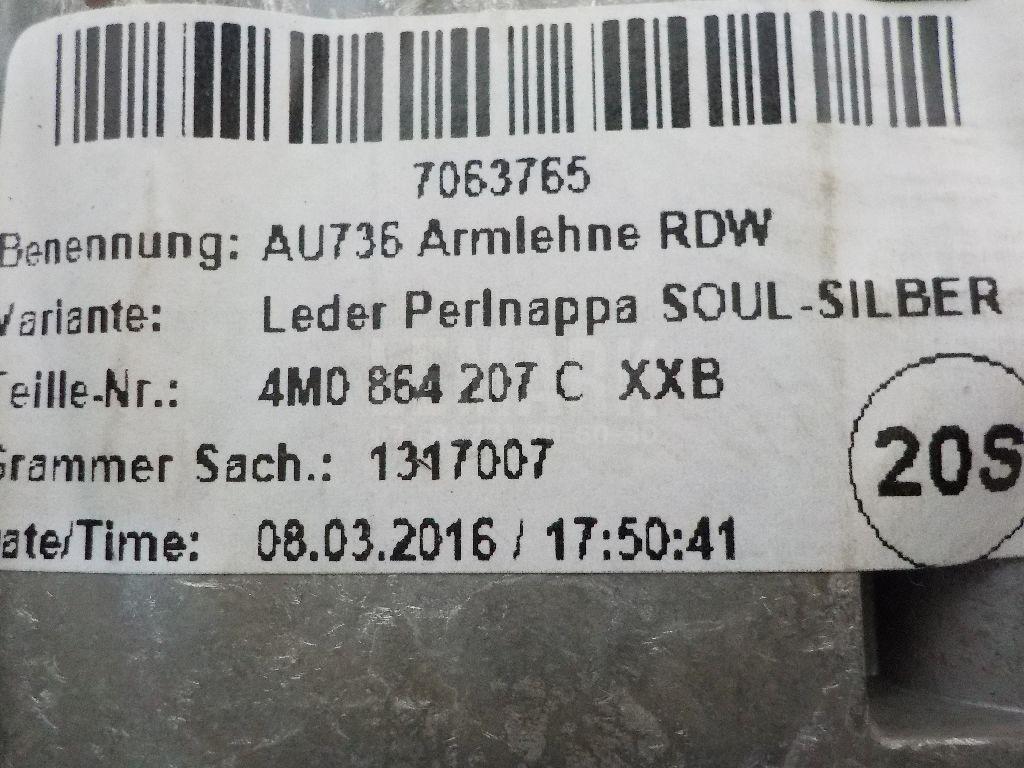 7063765
Benennung: AU736 Armlehne RDW
Variante: Leder Perlnappa SOUL-SILBER
Teille-Nr.: 4M0 864 207 C XXB
Grammer Sach.: 1317007
Date/Time: 08.03.2016 / 17:50:41
20S